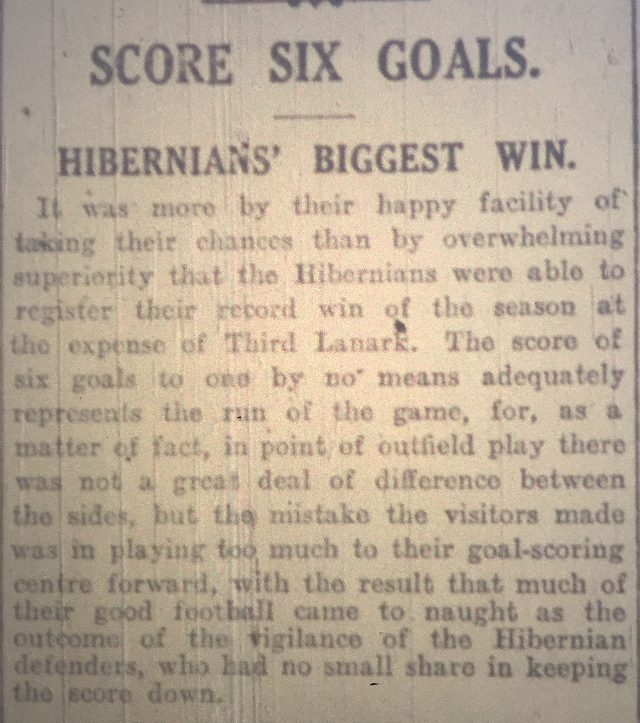 SCORE SIX GOALS.
HIBERNIANS' BIGGEST WIN.
It was more by their happy facility of
taking their chances than by overwhelming
superiority that the Hibernians were able to
register their record win of the season at
the expense of Third Lanark. The score of
six goals to one by no means adequately
represents the run of the game, for, as a
matter of fact, in point of outfield play there
was not a great deal of difference between
the sides, but the mistake the visitors made
was in playing too much to their goal-scoring
centre forward, with the result that much of
their good football came to naught as the
outcome of the vigilance of the Hibernian
defenders, who had no small share in keeping
the score down.